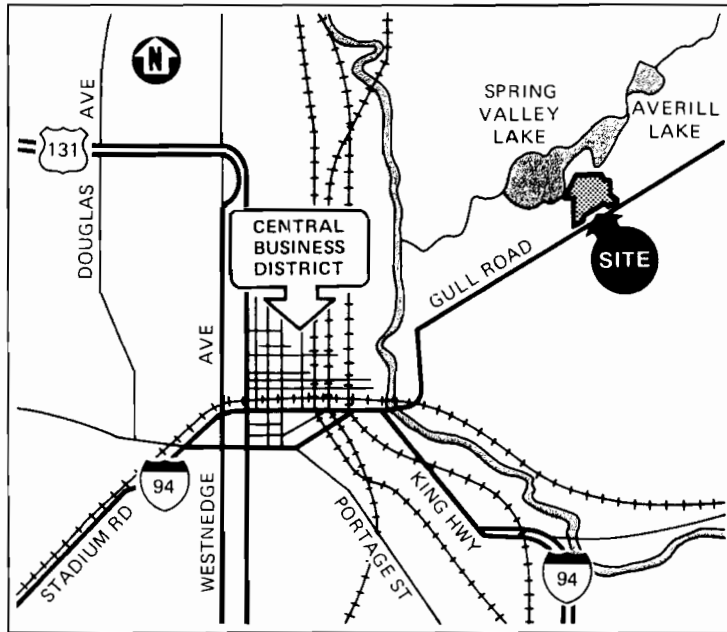 N
131
DOUGLAS AVE
SPRING
VALLEY
LAKE
AVERILL
LAKE
CENTRAL
BUSINESS
DISTRICT
GULL ROAD
SITE
WESTNEDGE AVE
94
STADIUM RD
PORTAGE ST
KING HWY
94